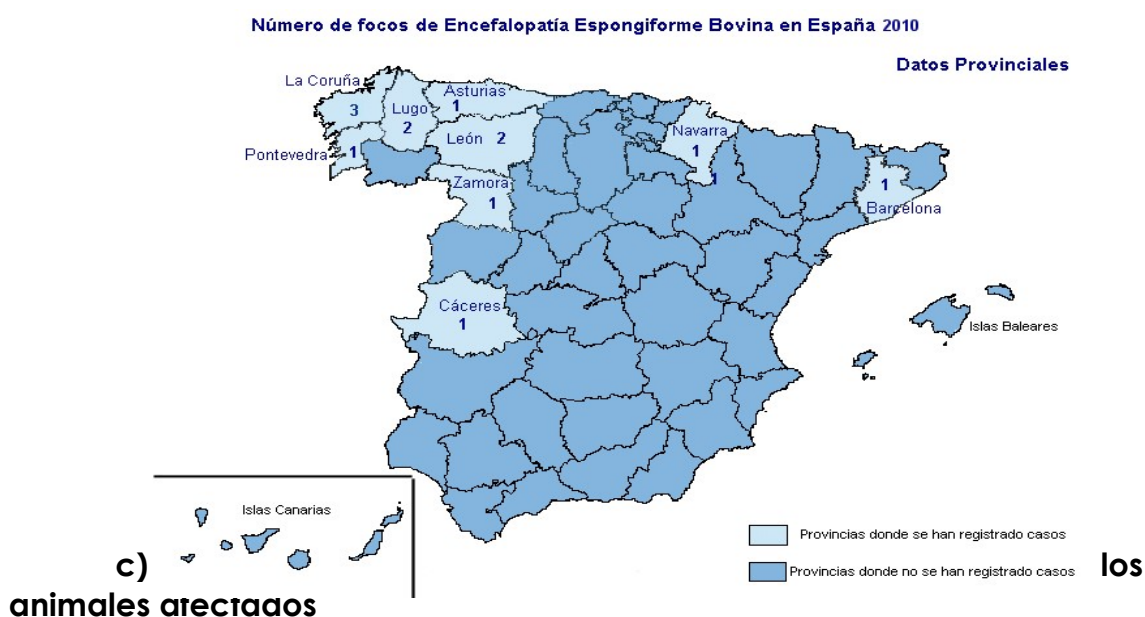 Número de focos de Encefalopatía Espongiforme Bovina en España 2010
Datos Provinciales
La Coruña
3
Lugo
2
Asturias
1
León 2
Pontevedra
1
Zamora
1
Navarra
1
1
1
Barcelona
Cáceres
1
Islas Baleares
Islas Canarias
Provincias donde se han registrado casos
Provincias donde no se han registrado casos
c) los
animales afectados